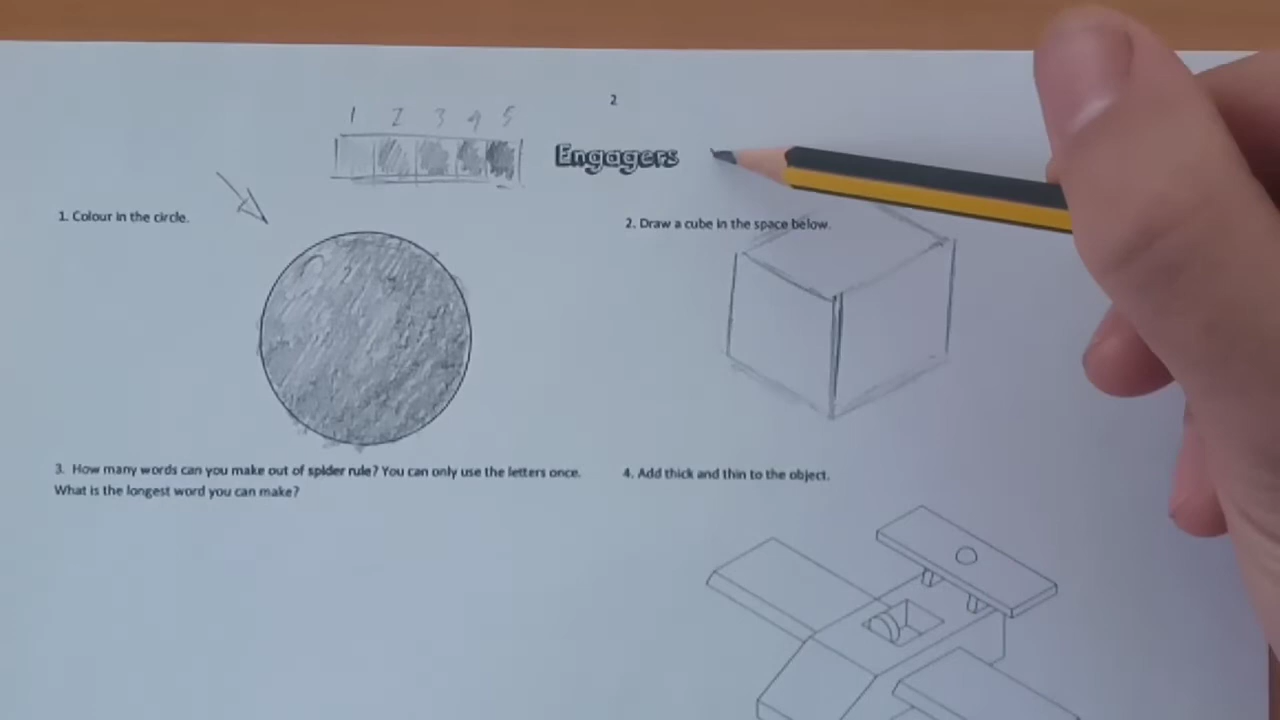 2
1 2 3 4 5
Engagers
1. Colour in the circle.
2. Draw a cube in the space below.
2
3. How many words can you make out of spider rule? You can only use the letters once.
What is the longest word you can make?
4. Add thick and thin to the object.